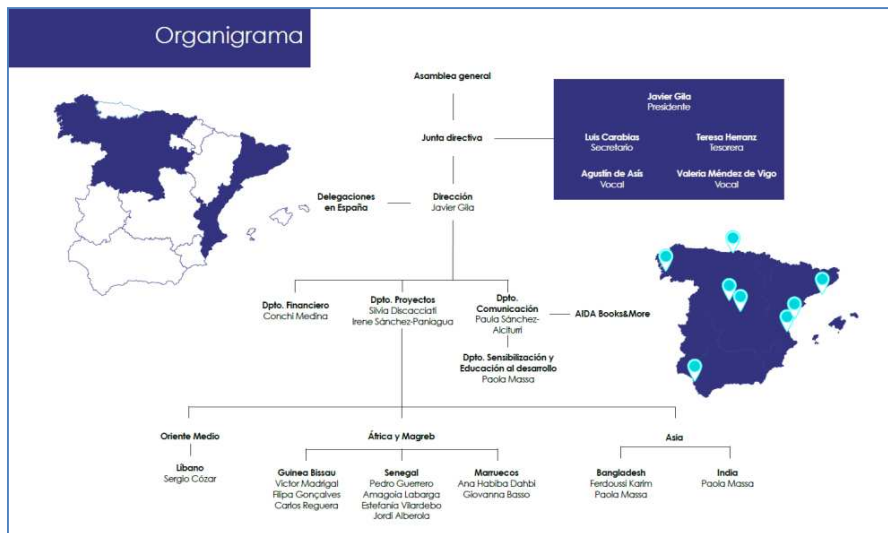 Organigrama
Asamblea general
Javier Gila
Presidente
Junta directiva
Luis Carabias
Secretario
Teresa Herranz
Tesorera
Agustín de Asís
Vocal
Valeria Méndez de Vigo
Vocal
Delegaciones
en España
Dirección
Javier Gila
Dpto. Financiero
Conchi Medina
Dpto. Proyectos
Silvia Discacciati
Irene Sánchez-Paniagua
Dpto.
Comunicación
Paula Sánchez-
Alciturri
AIDA Books&More
Dpto. Sensibilización y
Educación al desarrollo
Paola Massa
Oriente Medio
África y Magreb
Asia
Líbano
Sergio Cózar
Guinea Bissau
Víctor Madrigal
Filipa Gonçalves
Carlos Reguera
Senegal
Pedro Guerrero
Amagoia Labarga
Estefanía Vilardebo
Jordi Alberola
Marruecos
Ana Habiba Dahbi
Giovanna Basso
Bangladesh
Ferdoussi Karim
Paola Massa
India
Paola Massa